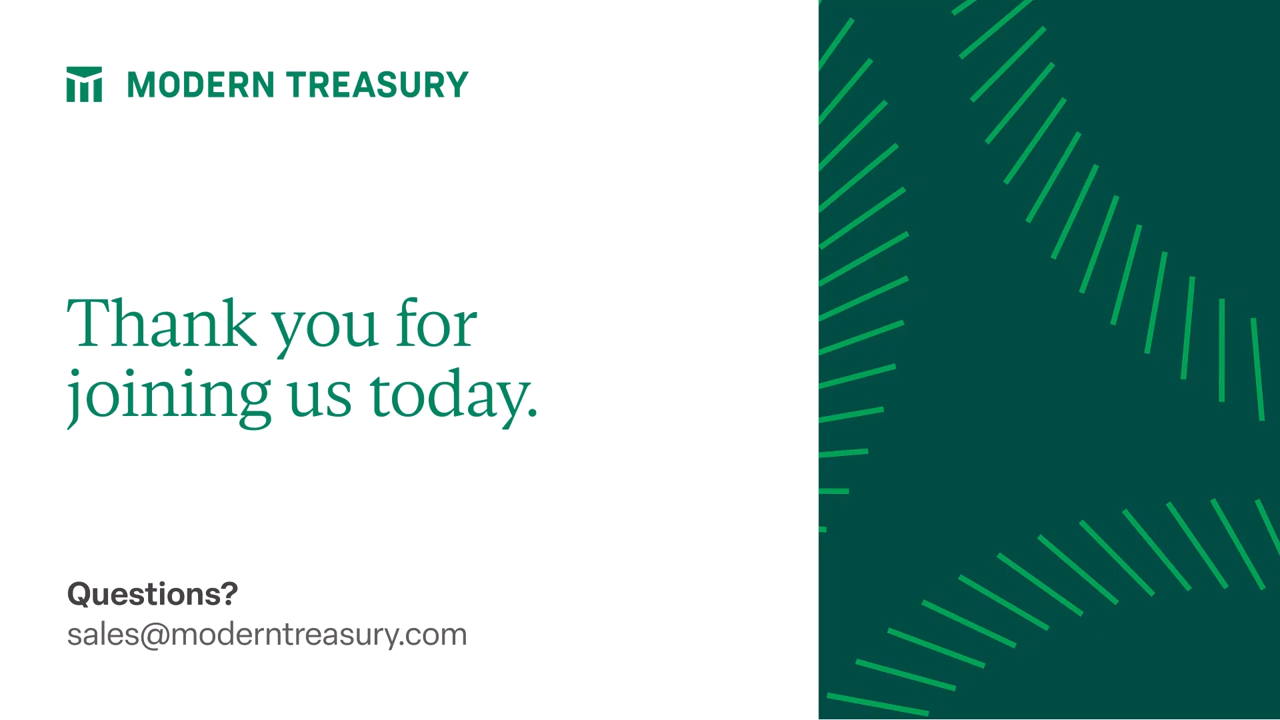 MODERN TREASURY
Thank you for
joining us today.
Questions?
sales@moderntreasury.com